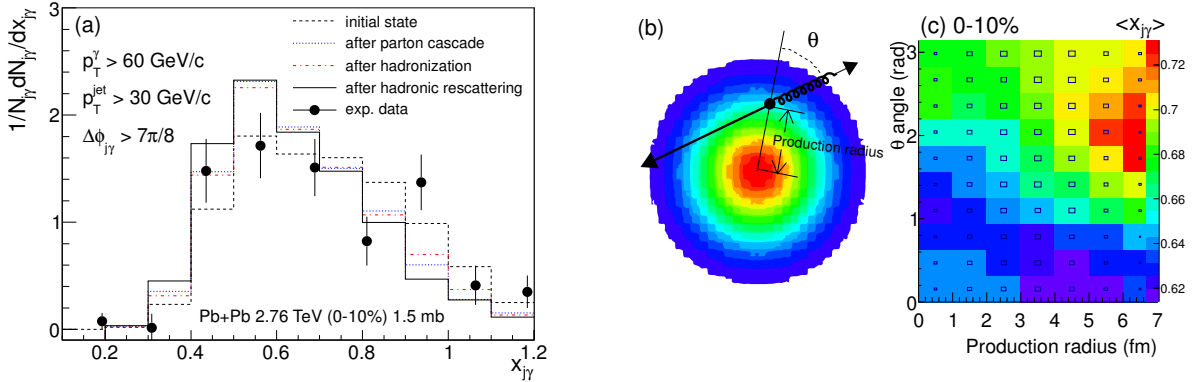 (a)
initial state
after parton cascade
after hadronization
after hadronic rescattering
exp. data
p_T^γ > 60 GeV/c
p_T^jet > 30 GeV/c
Δϕ_jγ > 7π/8
Pb+Pb 2.76 TeV (0-10%) 1.5 mb
1/N_jγ dN_jγ/dx_jγ
3
2
1
0
0.2 0.4 0.6 0.8 1 1.2
x_jγ
(b)
θ
Production radius
(c) 0-10%
<x_jγ>
θ angle (rad)
3
2
1
0
0 1 2 3 4 5 6 7
Production radius (fm)
0.72
0.7
0.68
0.66
0.64
0.62